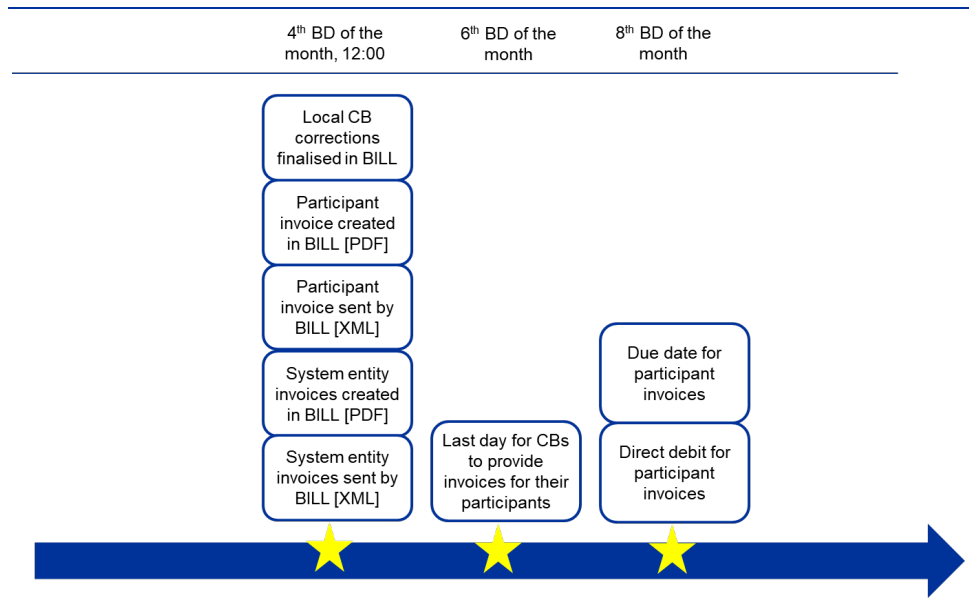 4th BD of the
month, 12:00
6th BD of the
month
8th BD of the
month
Local CB
corrections
finalised in BILL
Participant
invoice created
in BILL [PDF]
Participant
invoice sent by
BILL [XML]
System entity
invoices created
in BILL [PDF]
System entity
invoices sent by
BILL [XML]
Last day for CBs
to provide
invoices for their
participants
Due date for
participant
invoices
Direct debit for
participant
invoices